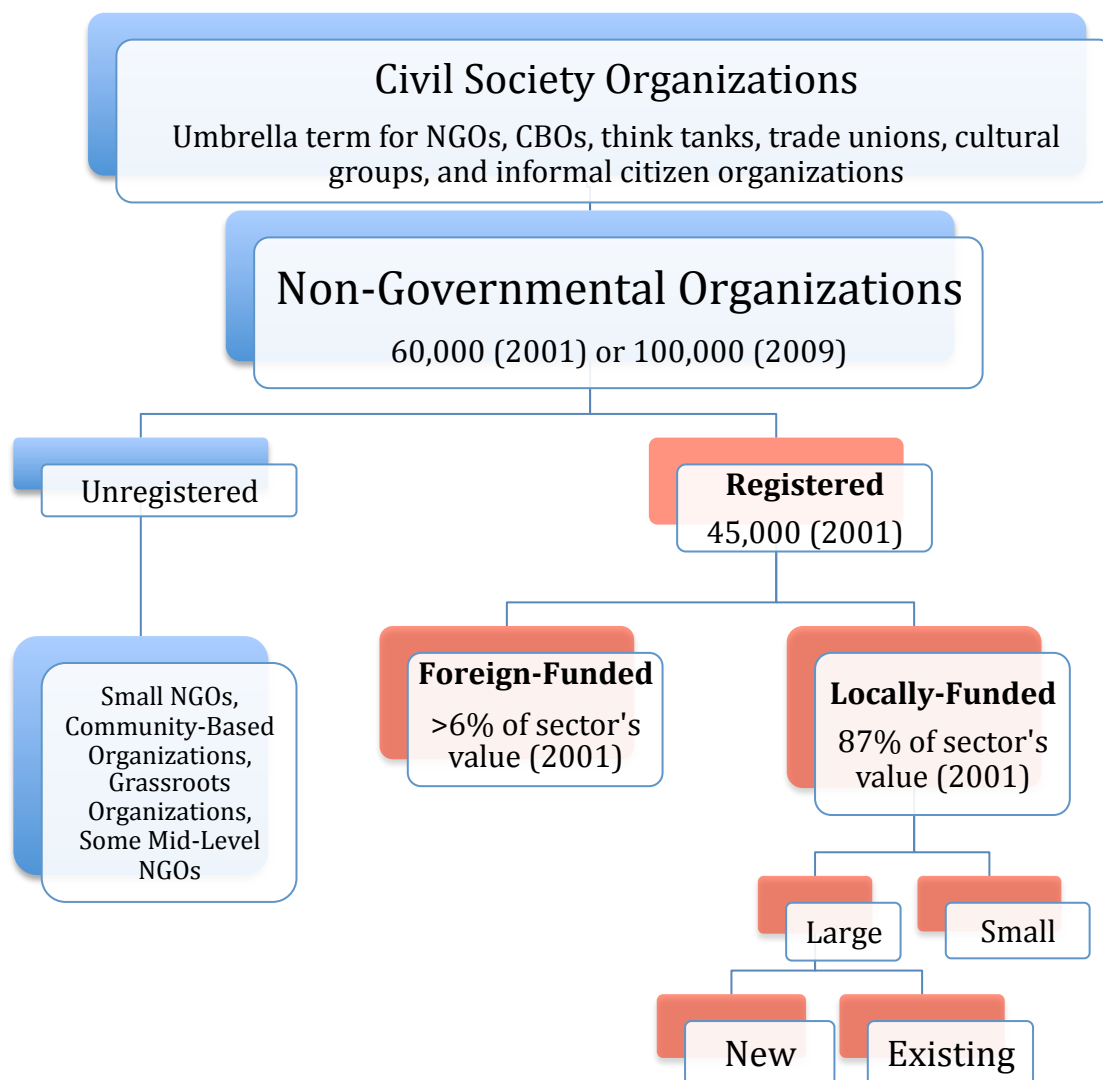 Civil Society Organizations
Umbrella term for NGOs, CBOs, think tanks, trade unions, cultural
groups, and informal citizen organizations
Non-Governmental Organizations
60,000 (2001) or 100,000 (2009)
Unregistered
Registered
45,000 (2001)
Small NGOs,
Community-Based
Organizations,
Grassroots
Organizations,
Some Mid-Level
NGOs
Foreign-Funded
>6% of sector's
value (2001)
Locally-Funded
87% of sector's
value (2001)
Large
Small
New
Existing